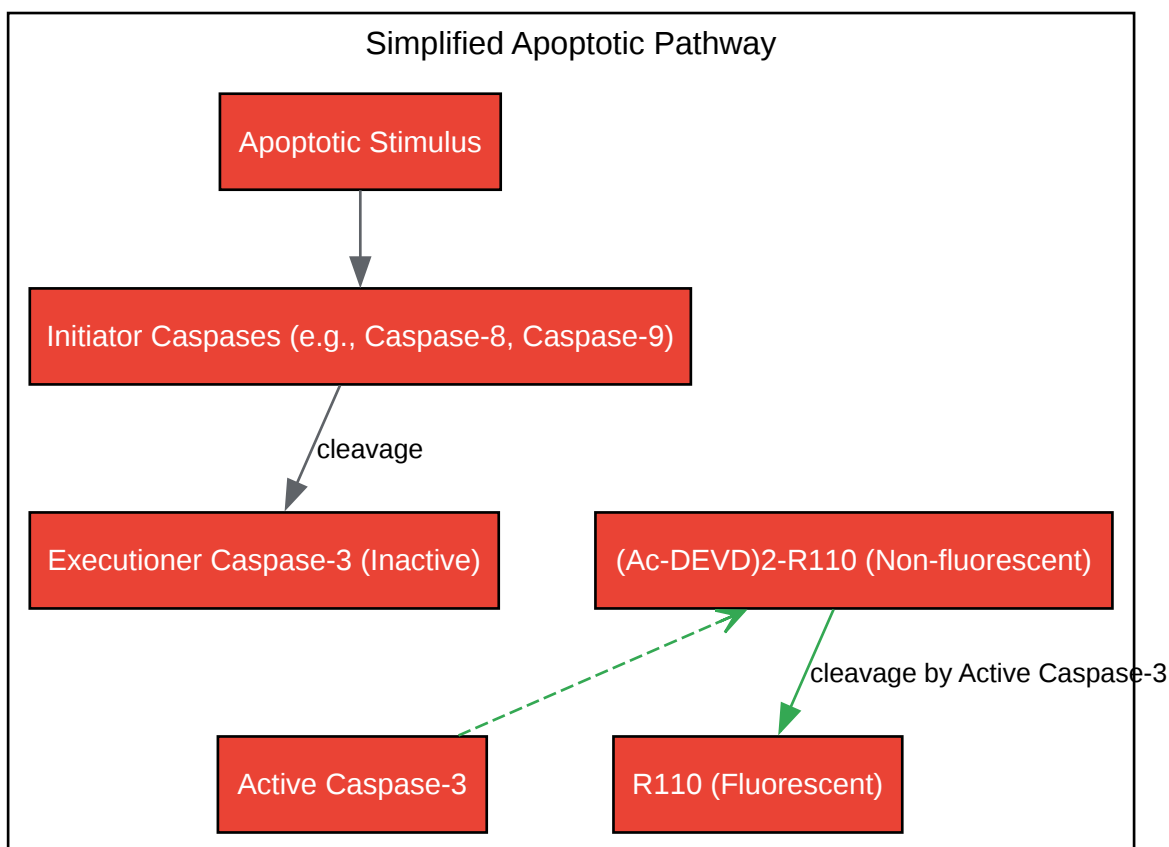 Simplified Apoptotic Pathway
Apoptotic Stimulus
Initiator Caspases (e.g., Caspase-8, Caspase-9)
cleavage
Executioner Caspase-3 (Inactive)
(Ac-DEVD)2-R110 (Non-fluorescent)
cleavage by Active Caspase-3
Active Caspase-3
R110 (Fluorescent)